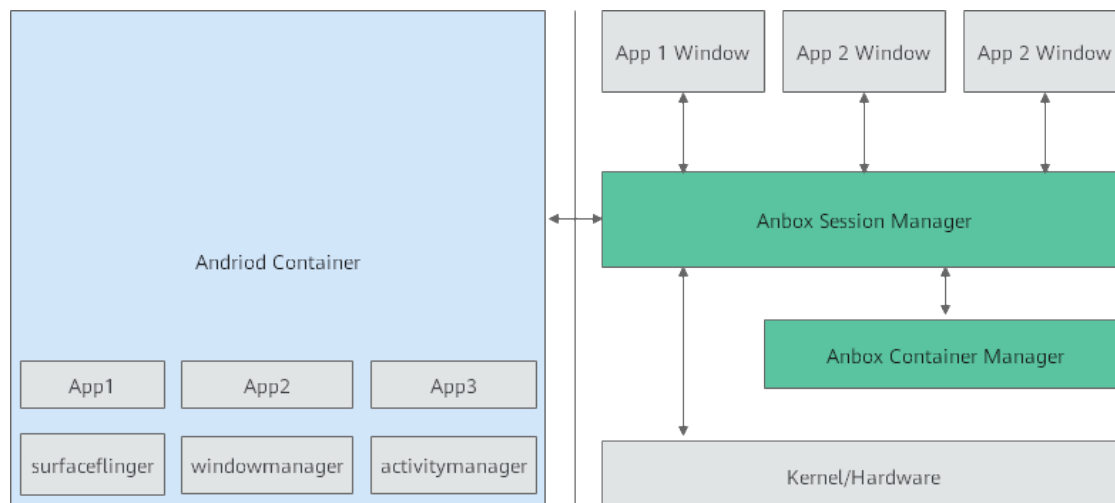 App 1 Window
App 2 Window
App 2 Window
Anbox Session Manager
Andriod Container
Anbox Container Manager
App1
App2
App3
surfaceflinger
windowmanager
activitymanager
Kernel/Hardware